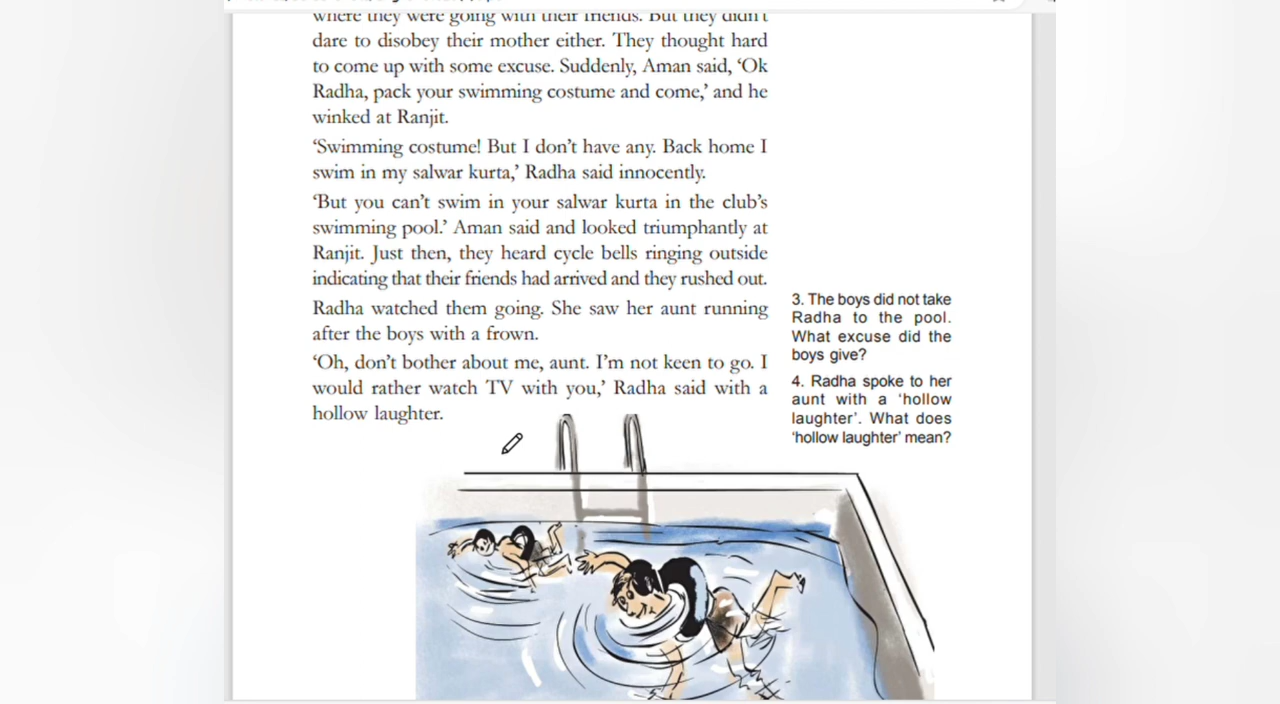 where they were going with their friends. But they didn't
dare to disobey their mother either. They thought hard
to come up with some excuse. Suddenly, Aman said, ‘Ok
Radha, pack your swimming costume and come,’ and he
winked at Ranjit.
‘Swimming costume! But I don’t have any. Back home I
swim in my salwar kurta,’ Radha said innocently.
‘But you can’t swim in your salwar kurta in the club’s
swimming pool.’ Aman said and looked triumphantly at
Ranjit. Just then, they heard cycle bells ringing outside
indicating that their friends had arrived and they rushed out.
Radha watched them going. She saw her aunt running
after the boys with a frown.
‘Oh, don’t bother about me, aunt. I’m not keen to go. I
would rather watch TV with you,’ Radha said with a
hollow laughter.
3. The boys did not take
Radha to the pool.
What excuse did the
boys give?
4. Radha spoke to her
aunt with a ‘hollow
laughter’. What does
‘hollow laughter’ mean?